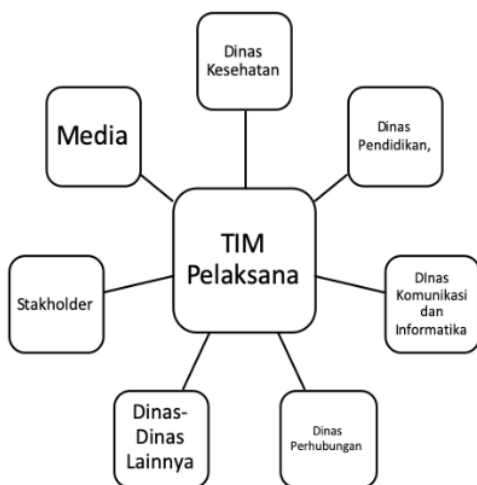 Dinas
Kesehatan
Media
Dinas
Pendidikan,
TIM
Pelaksana
Stakholder
DInas
Komunikasi
dan
Informatika
Dinas-
Dinas
Lainnya
Dinas
Perhubungan